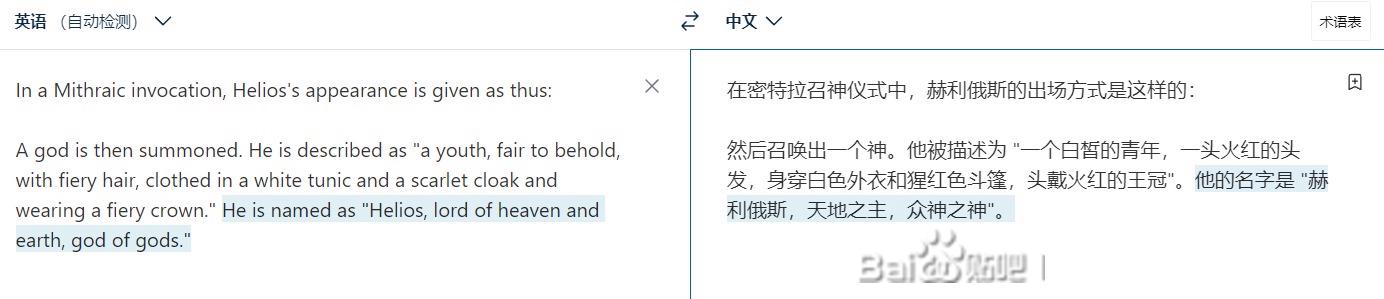 英语 （自动检测）
中文
术语表
In a Mithraic invocation, Helios's appearance is given as thus:
A god is then summoned. He is described as "a youth, fair to behold,
with fiery hair, clothed in a white tunic and a scarlet cloak and
wearing a fiery crown." He is named as "Helios, lord of heaven and
earth, god of gods."
在密特拉召神仪式中，赫利俄斯的出场方式是这样的：
然后召唤出一个神。他被描述为 "一个白皙的青年，一头火红的头
发，身穿白色外衣和猩红色斗篷，头戴火红的王冠"。他的名字是 "赫
利俄斯，天地之主，众神之神"。
Bai贴吧